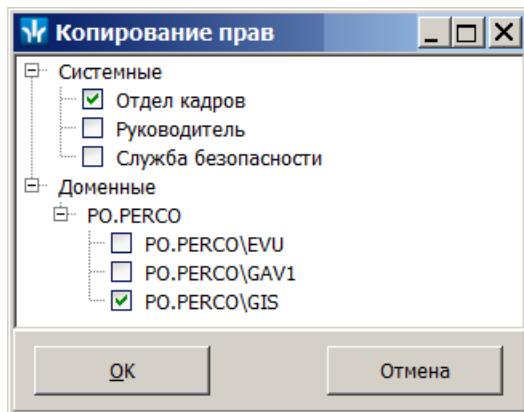 Копирование прав
Системные
Отдел кадров
Руководитель
Служба безопасности
Доменные
PO.PERCO
PO.PERCO\EVU
PO.PERCO\GAV1
PO.PERCO\GIS
OK
Отмена